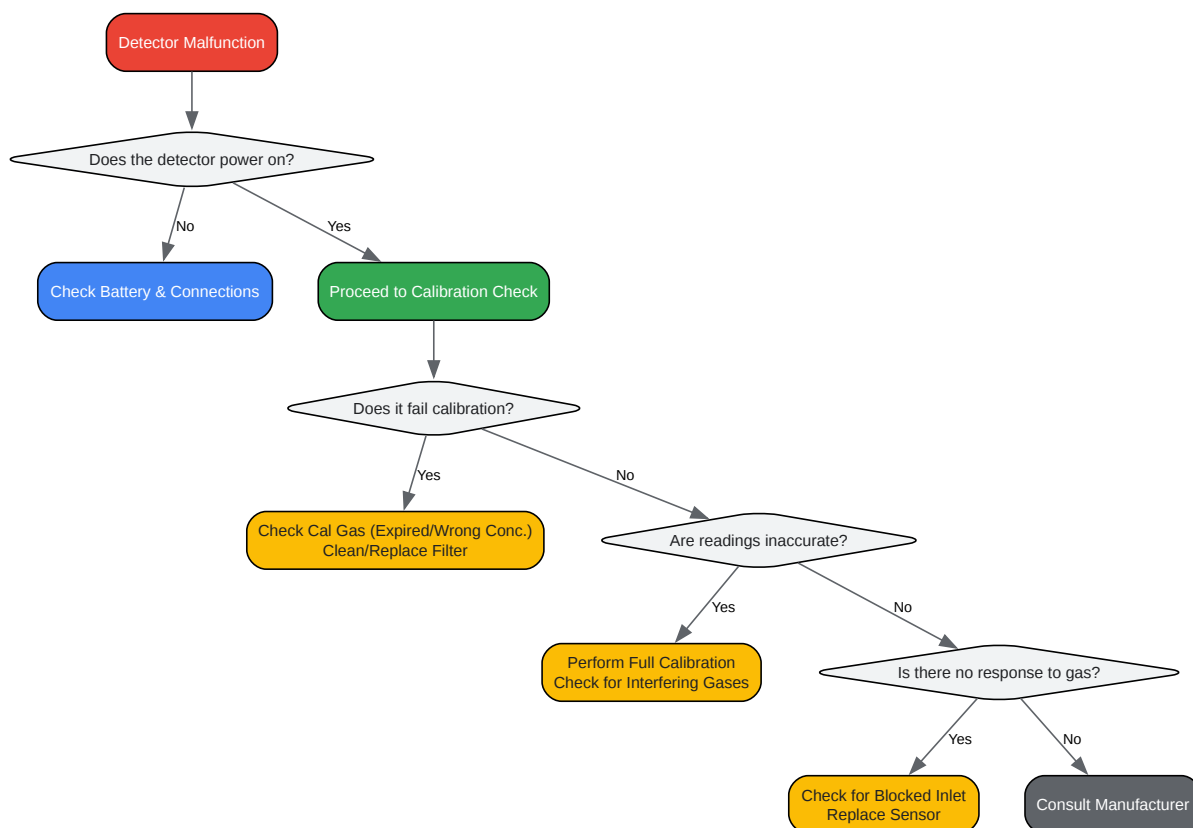 Detector Malfunction
Does the detector power on?
No
Yes
Check Battery & Connections
Proceed to Calibration Check
Does it fail calibration?
Yes
No
Check Cal Gas (Expired/Wrong Conc.)
Clean/Replace Filter
Are readings inaccurate?
Yes
No
Perform Full Calibration
Check for Interfering Gases
Is there no response to gas?
Yes
No
Check for Blocked Inlet
Replace Sensor
Consult Manufacturer